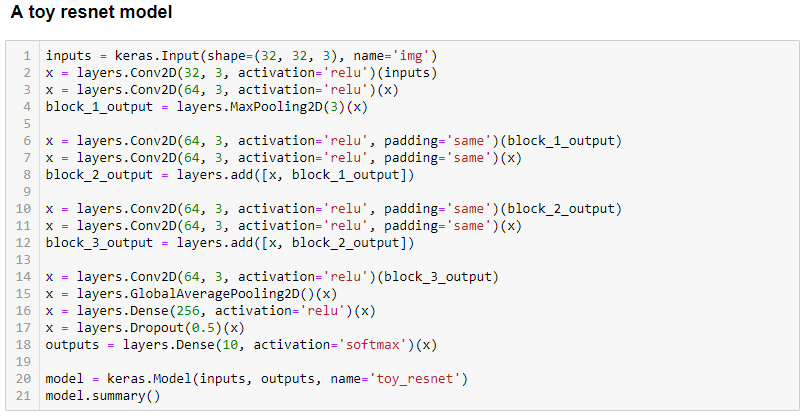 A toy resnet model
1 inputs = keras.Input(shape=(32, 32, 3), name='img')
2 x = layers.Conv2D(32, 3, activation='relu')(inputs)
3 x = layers.Conv2D(64, 3, activation='relu')(x)
4 block_1_output = layers.MaxPooling2D(3)(x)
5
6 x = layers.Conv2D(64, 3, activation='relu', padding='same')(block_1_output)
7 x = layers.Conv2D(64, 3, activation='relu', padding='same')(x)
8 block_2_output = layers.add([x, block_1_output])
9
10 x = layers.Conv2D(64, 3, activation='relu', padding='same')(block_2_output)
11 x = layers.Conv2D(64, 3, activation='relu', padding='same')(x)
12 block_3_output = layers.add([x, block_2_output])
13
14 x = layers.Conv2D(64, 3, activation='relu')(block_3_output)
15 x = layers.GlobalAveragePooling2D()(x)
16 x = layers.Dense(256, activation='relu')(x)
17 x = layers.Dropout(0.5)(x)
18 outputs = layers.Dense(10, activation='softmax')(x)
19
20 model = keras.Model(inputs, outputs, name='toy_resnet')
21 model.summary()